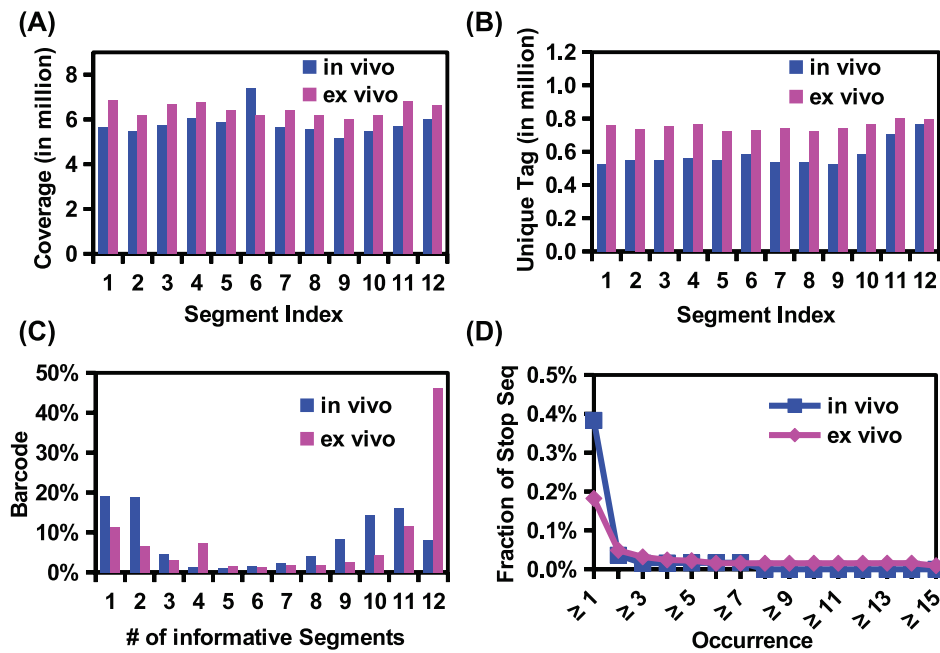 (A)
Coverage (in million)
8
6
4
2
0
in vivo
ex vivo
1 2 3 4 5 6 7 8 9 10 11 12
Segment Index
(B)
Unique Tag (in million)
1.2
1.0
0.8
0.6
0.4
0.2
0.0
in vivo
ex vivo
1 2 3 4 5 6 7 8 9 10 11 12
Segment Index
(C)
Barcode
50%
40%
30%
20%
10%
0%
in vivo
ex vivo
1 2 3 4 5 6 7 8 9 10 11 12
# of informative Segments
(D)
Fraction of Stop Seq
0.5%
0.4%
0.3%
0.2%
0.1%
0.0%
in vivo
ex vivo
≥ 1 ≥ 3 ≥ 5 ≥ 7 ≥ 9 ≥ 11 ≥ 13 ≥ 15
Occurrence